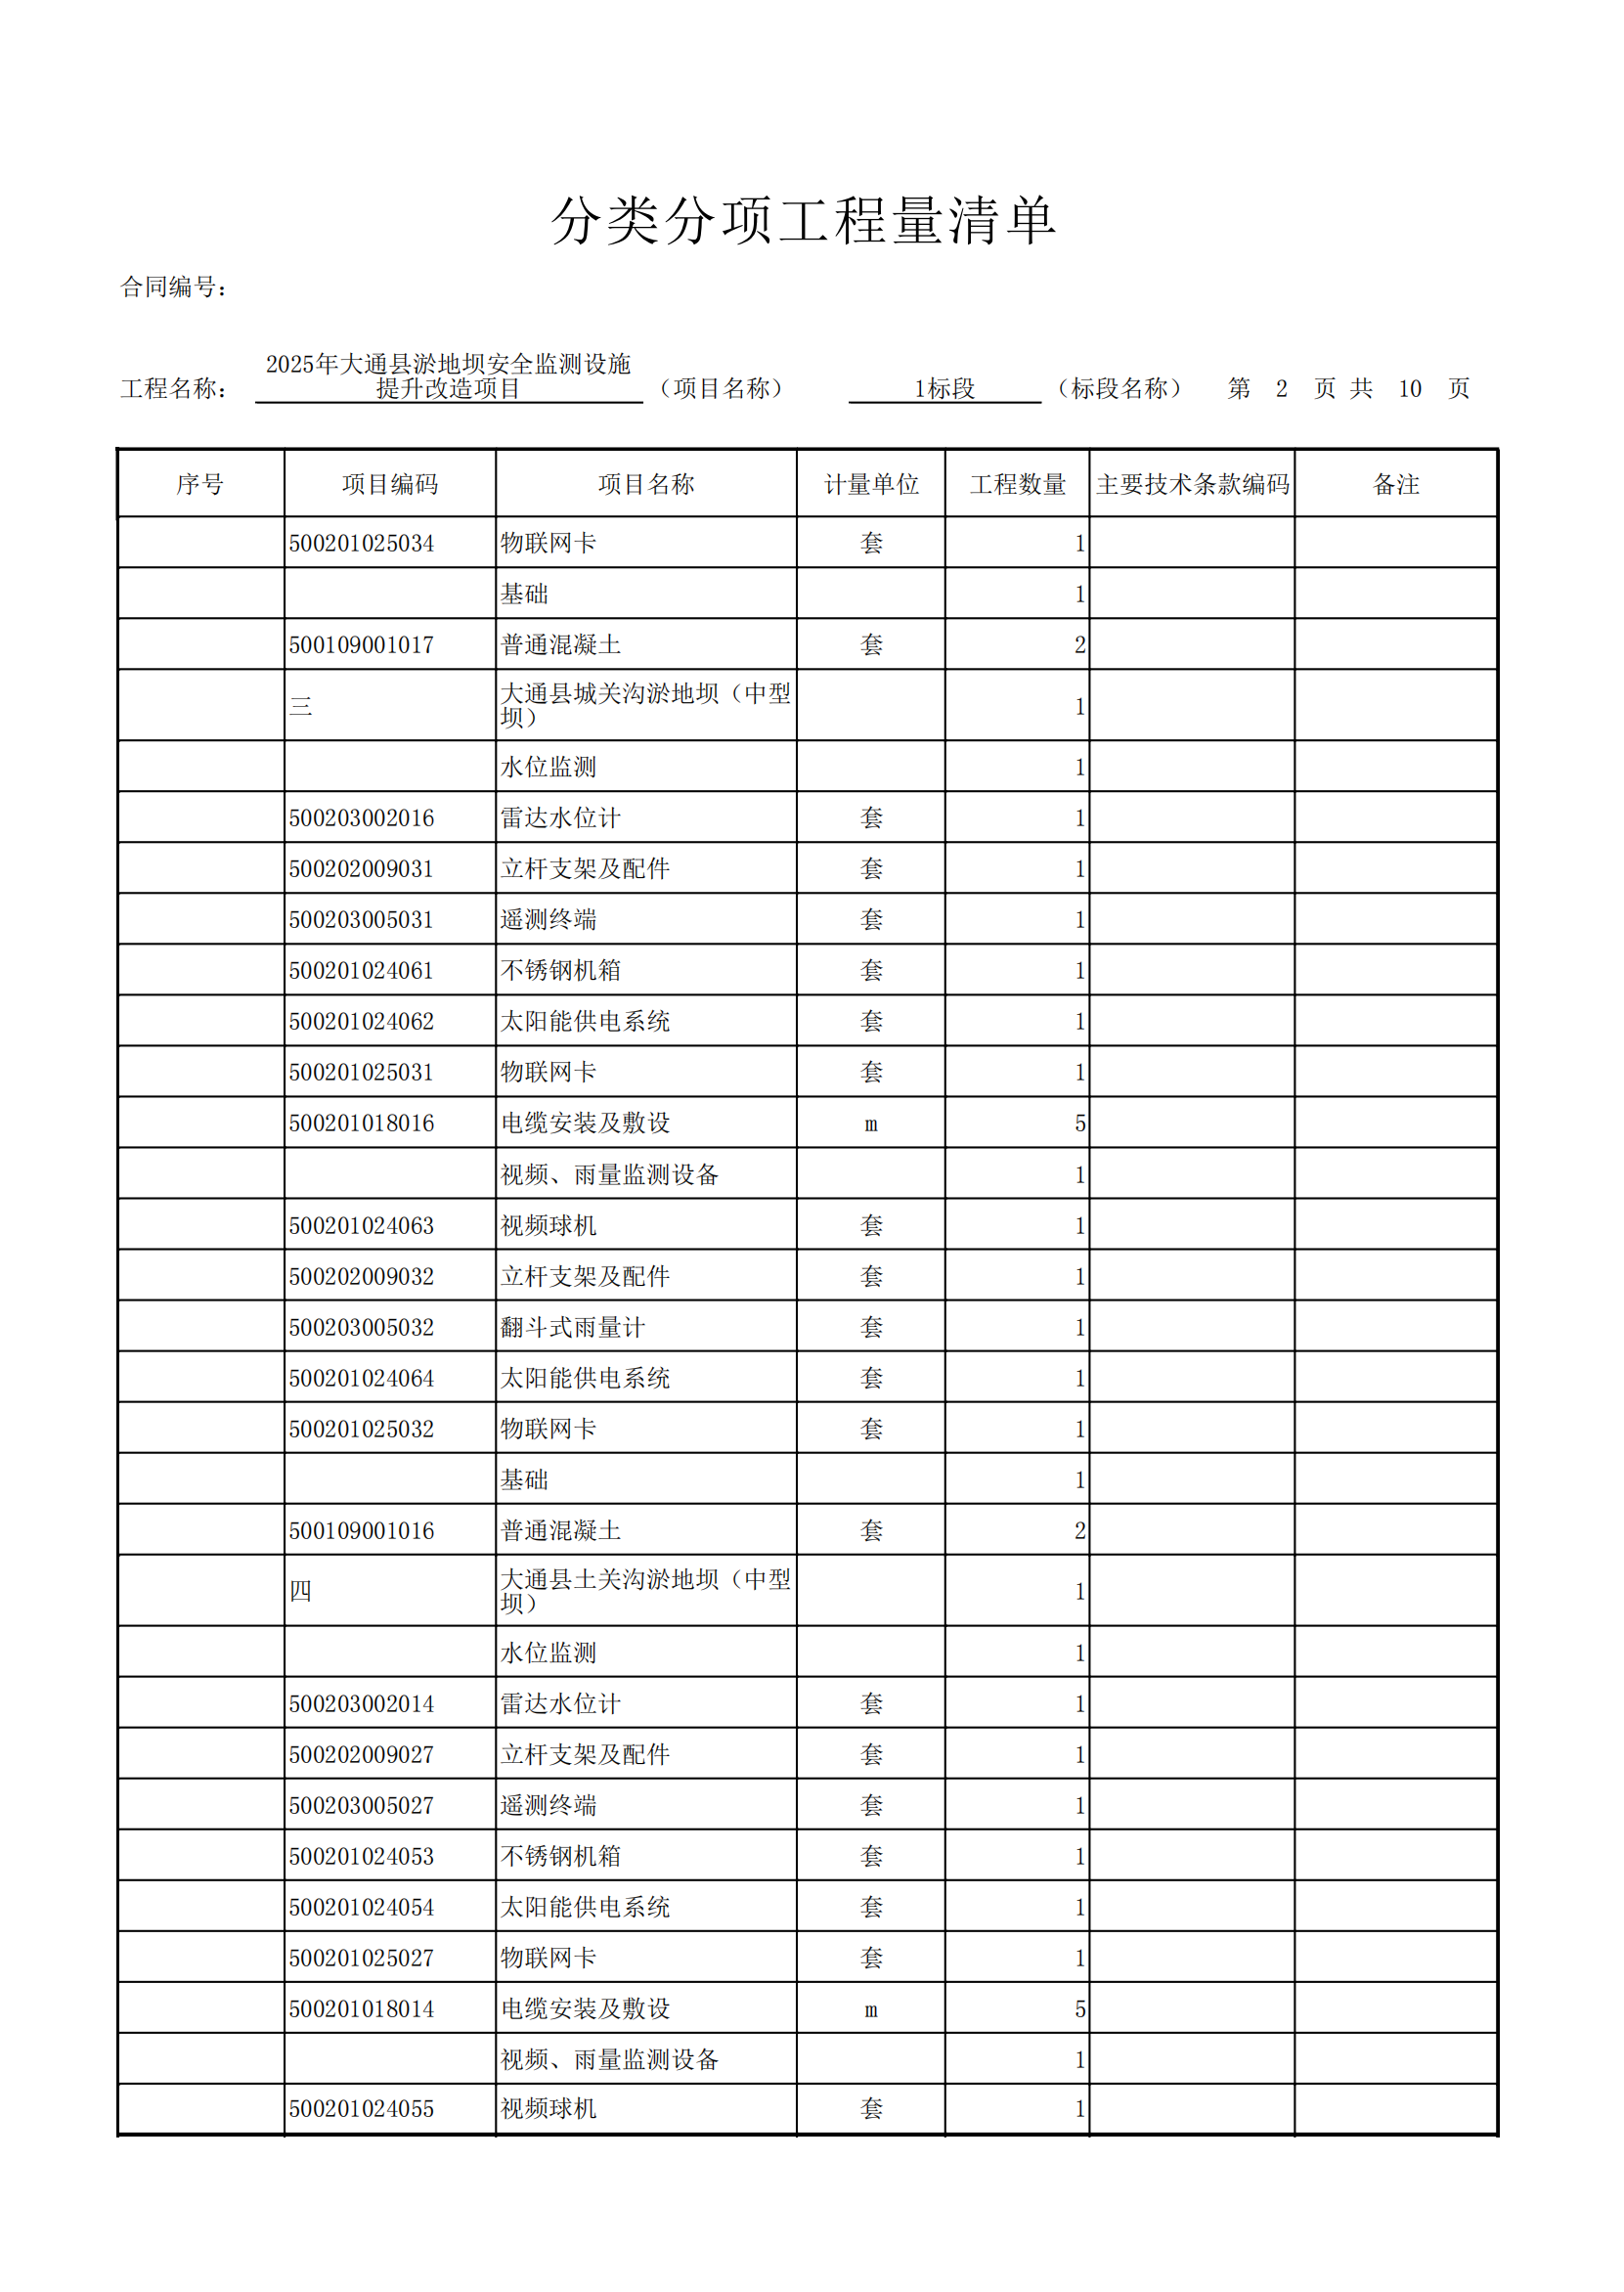 分类分项工程量清单
合同编号：
2025年大通县淤地坝安全监测设施
工程名称： 提升改造项目 （项目名称） 1标段 （标段名称） 第 2 页 共 10 页
序号 项目编码 项目名称 计量单位 工程数量 主要技术条款编码 备注
500201025034 物联网卡 套 1
基础 1
500109001017 普通混凝土 套 2
三 大通县城关沟淤地坝（中型
坝） 1
水位监测 1
500203002016 雷达水位计 套 1
500202009031 立杆支架及配件 套 1
500203005031 遥测终端 套 1
500201024061 不锈钢机箱 套 1
500201024062 太阳能供电系统 套 1
500201025031 物联网卡 套 1
500201018016 电缆安装及敷设 m 5
视频、雨量监测设备 1
500201024063 视频球机 套 1
500202009032 立杆支架及配件 套 1
500203005032 翻斗式雨量计 套 1
500201024064 太阳能供电系统 套 1
500201025032 物联网卡 套 1
基础 1
500109001016 普通混凝土 套 2
四 大通县土关沟淤地坝（中型
坝） 1
水位监测 1
500203002014 雷达水位计 套 1
500202009027 立杆支架及配件 套 1
500203005027 遥测终端 套 1
500201024053 不锈钢机箱 套 1
500201024054 太阳能供电系统 套 1
500201025027 物联网卡 套 1
500201018014 电缆安装及敷设 m 5
视频、雨量监测设备 1
500201024055 视频球机 套 1